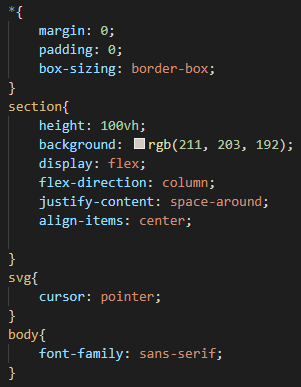 *{
    margin: 0;
    padding: 0;
    box-sizing: border-box;
}
section{
    height: 100vh;
    background: rgb(211, 203, 192);
    display: flex;
    flex-direction: column;
    justify-content: space-around;
    align-items: center;

}
svg{
    cursor: pointer;
}
body{
    font-family: sans-serif;
}